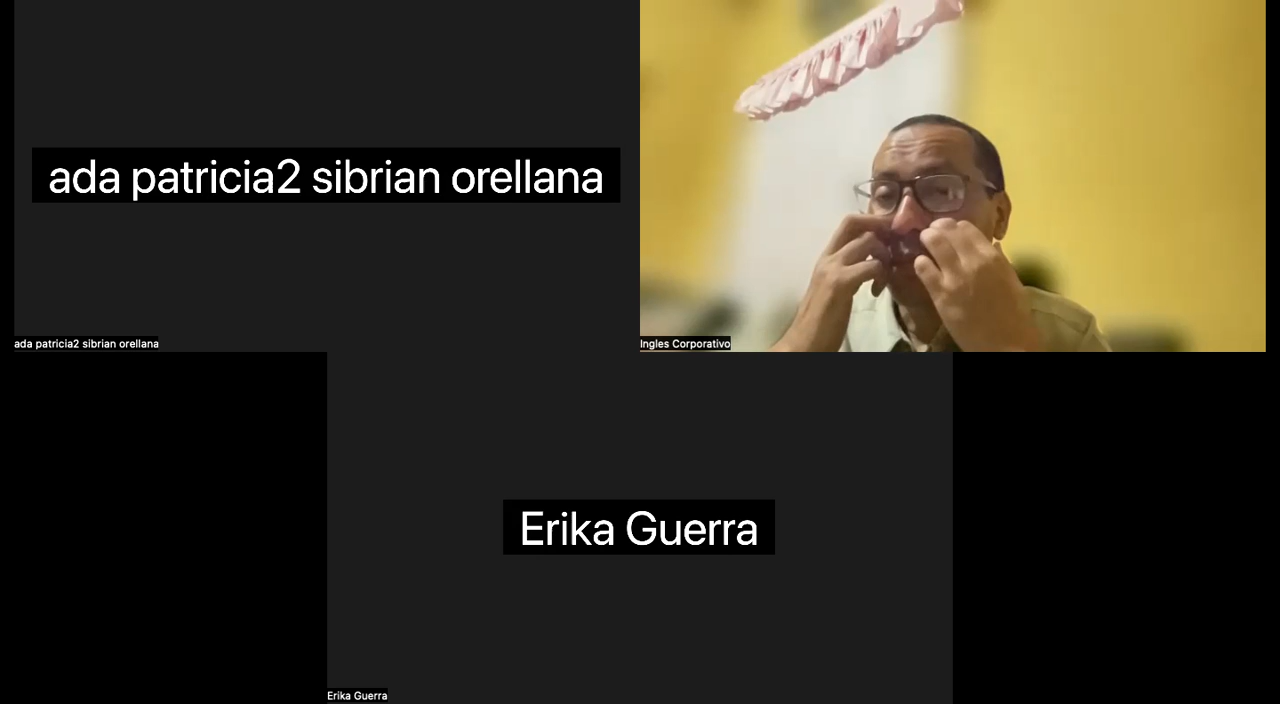 ada patricia2 sibrian orellana
ada patricia2 sibrian orellana
Ingles Corporativo
Erika Guerra
Erika Guerra